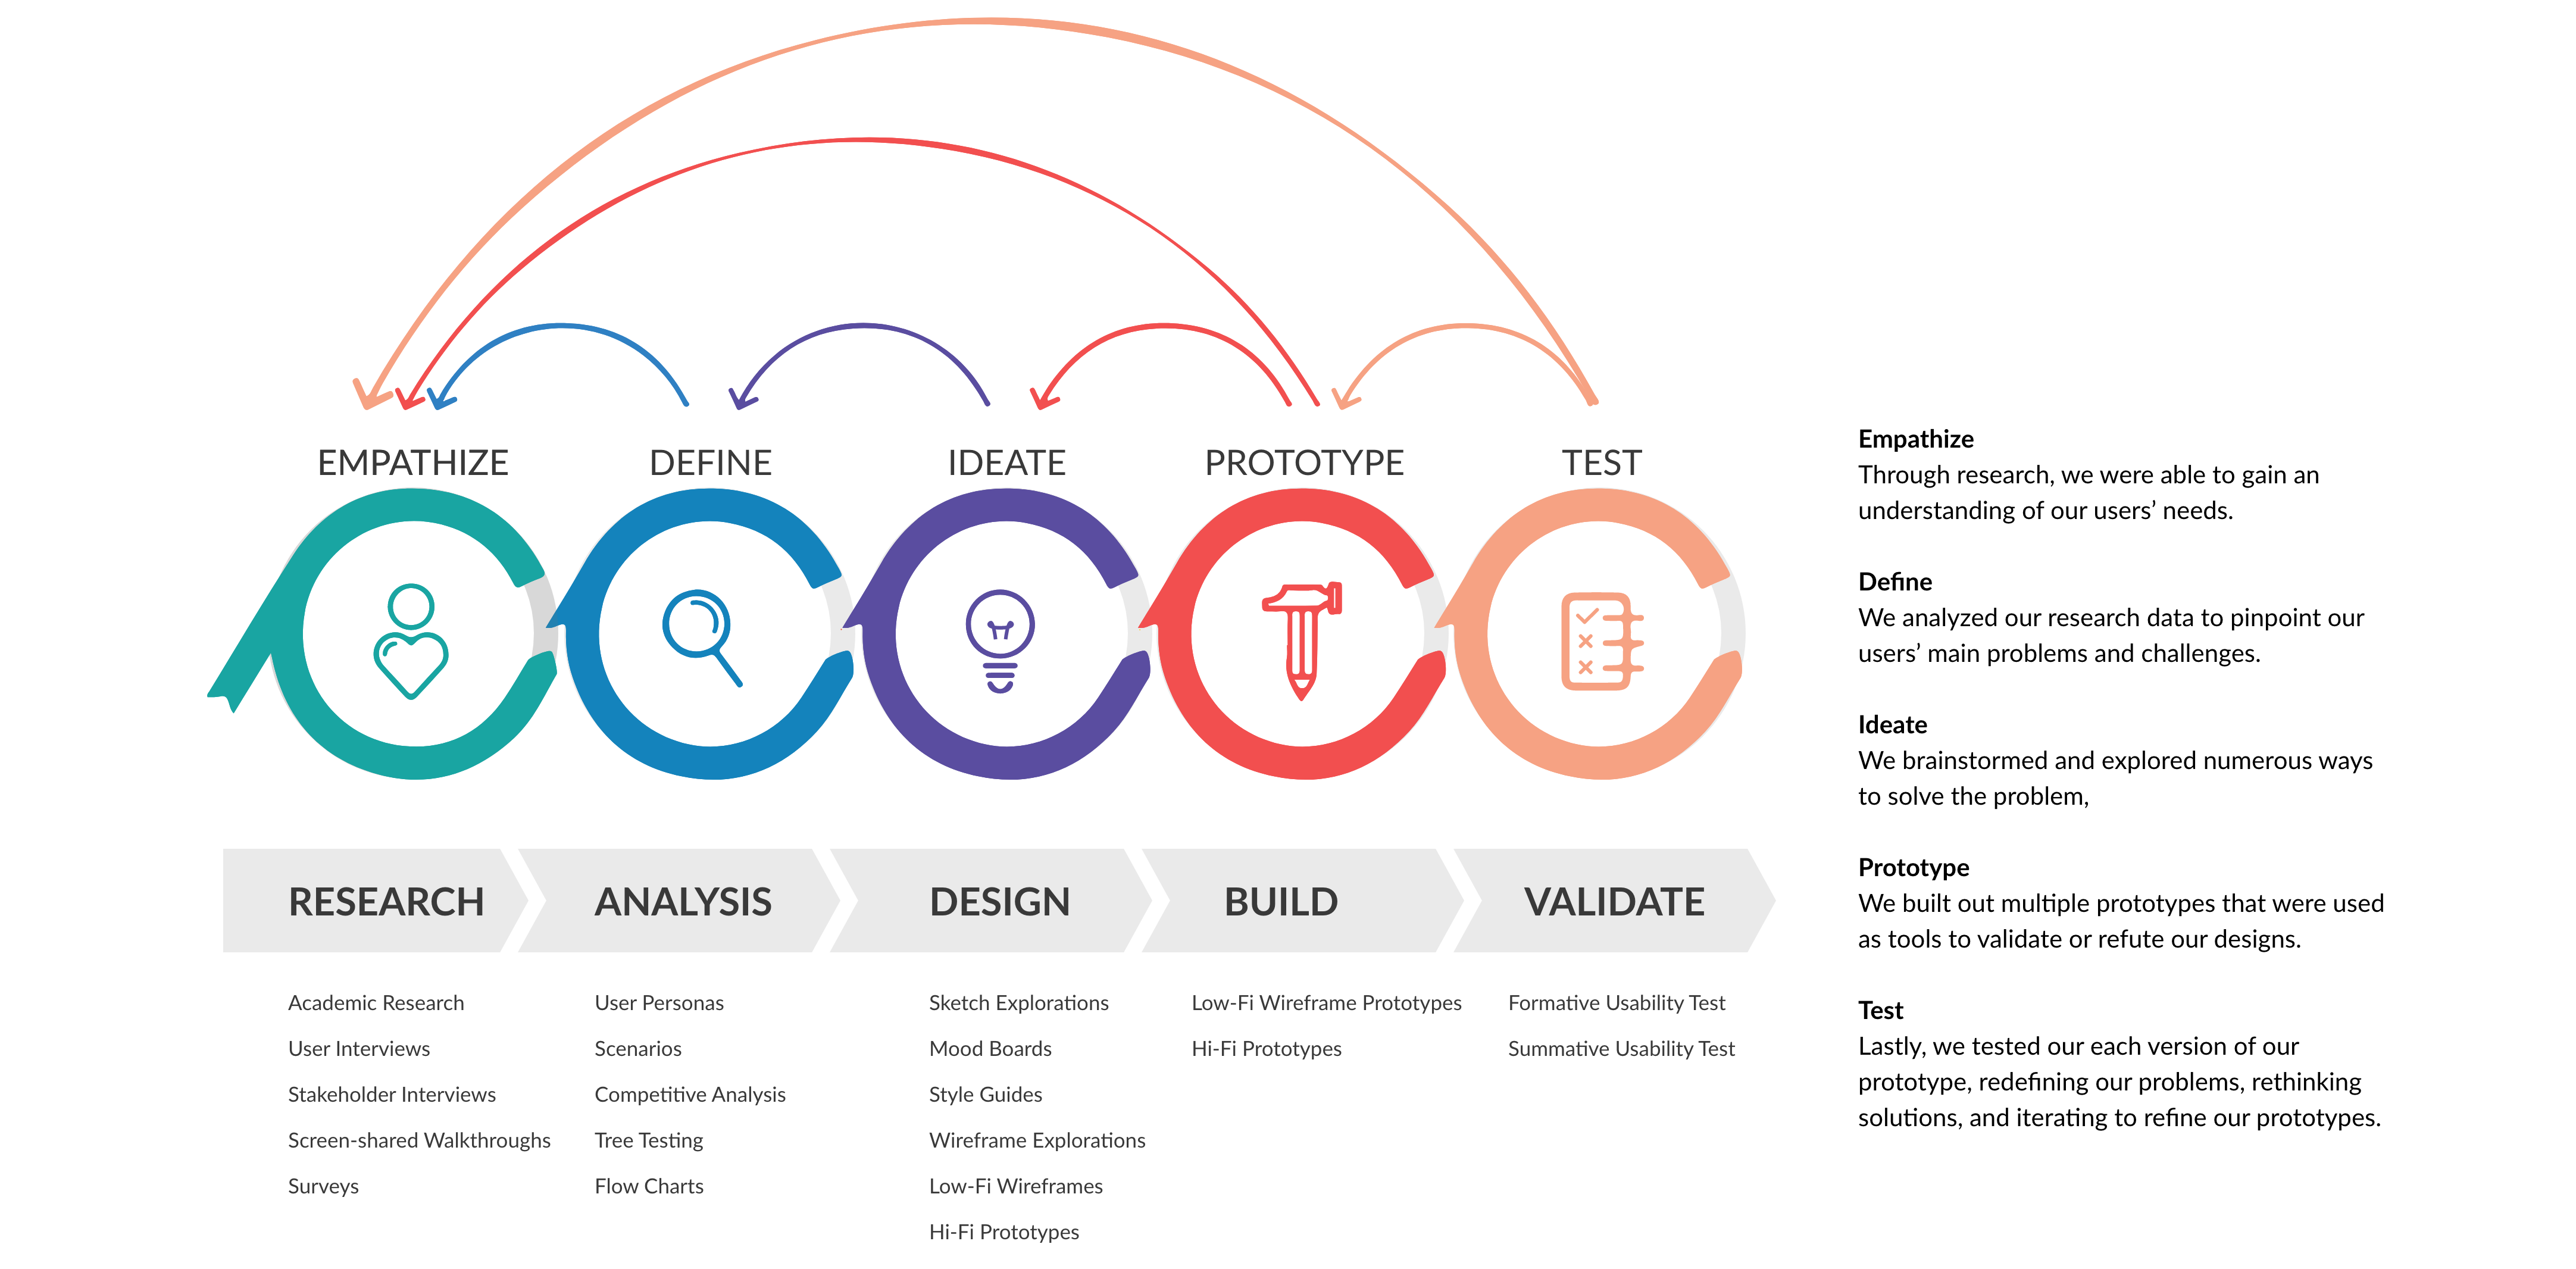 EMPATHIZE
DEFINE
IDEATE
PROTOTYPE
TEST
RESEARCH
ANALYSIS
DESIGN
BUILD
VALIDATE
Academic Research
User Interviews
Stakeholder Interviews
Screen-shared Walkthroughs
Surveys
User Personas
Scenarios
Competitive Analysis
Tree Testing
Flow Charts
Sketch Explorations
Mood Boards
Style Guides
Wireframe Explorations
Low-Fi Wireframes
Hi-Fi Prototypes
Low-Fi Wireframe Prototypes
Hi-Fi Prototypes
Formative Usability Test
Summative Usability Test
Empathize
Through research, we were able to gain an
understanding of our users’ needs.
Define
We analyzed our research data to pinpoint our
users’ main problems and challenges.
Ideate
We brainstormed and explored numerous ways
to solve the problem,
Prototype
We built out multiple prototypes that were used
as tools to validate or refute our designs.
Test
Lastly, we tested our each version of our
prototype, redefining our problems, rethinking
solutions, and iterating to refine our prototypes.